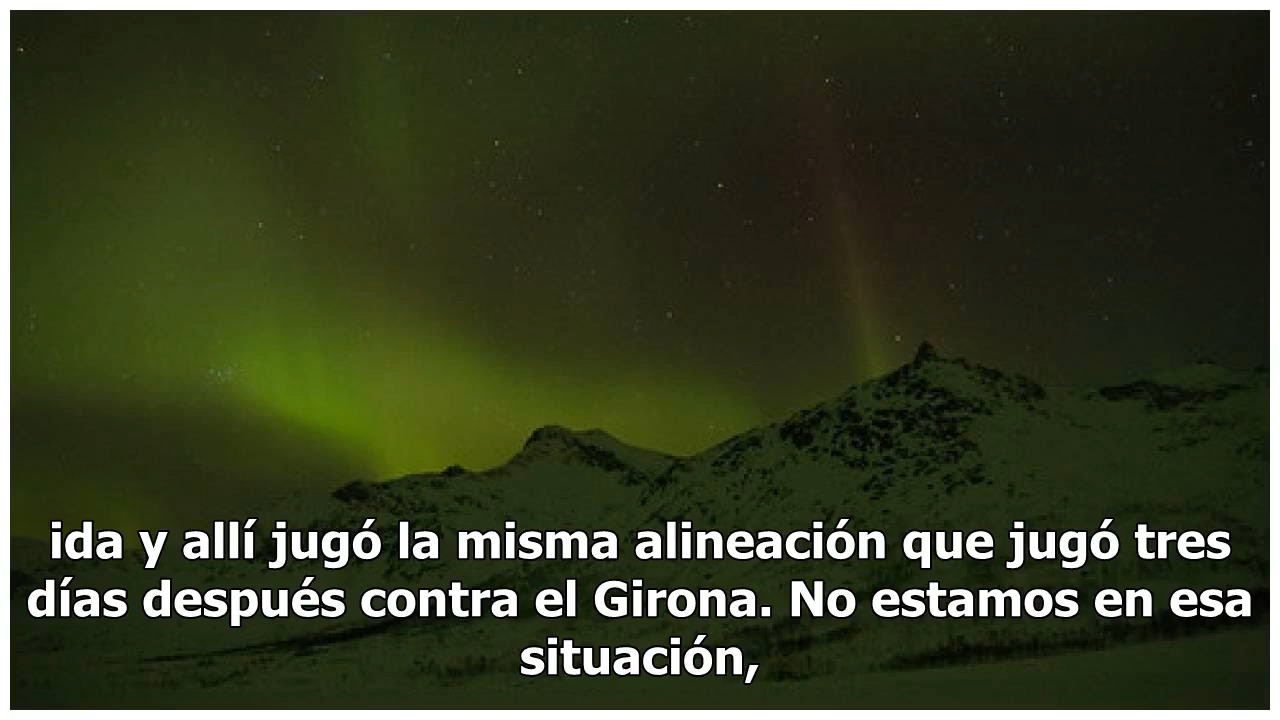 ida y allí jugó la misma alineación que jugó tres
días después contra el Girona. No estamos en esa
situación,